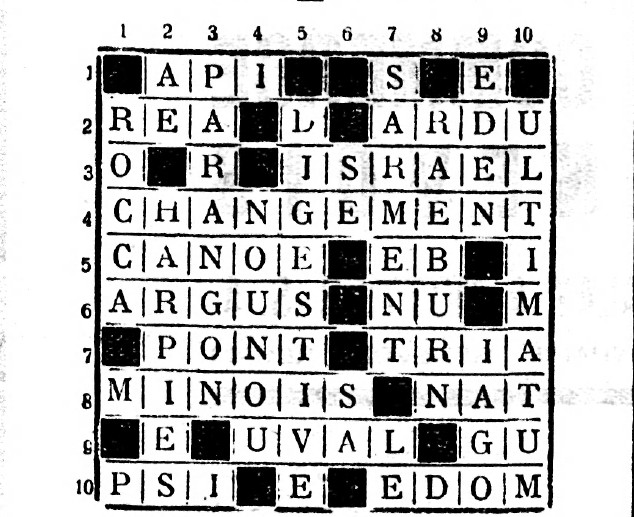 1 2 3 4 5 6 7 8 9 10
1 ■ A P I ■ ■ S ■ E ■
2 R E A ■ L ■ A R D U
3 O ■ R ■ I S R A E L
4 C H A N G E M E N T
5 C A N O E ■ E B ■ I
6 A R G U S ■ N U ■ M
7 ■ P O N T ■ T R I A
8 M I N O I S ■ N A T
9 ■ E ■ U V A L ■ G U
10 P S I ■ E ■ E D O M